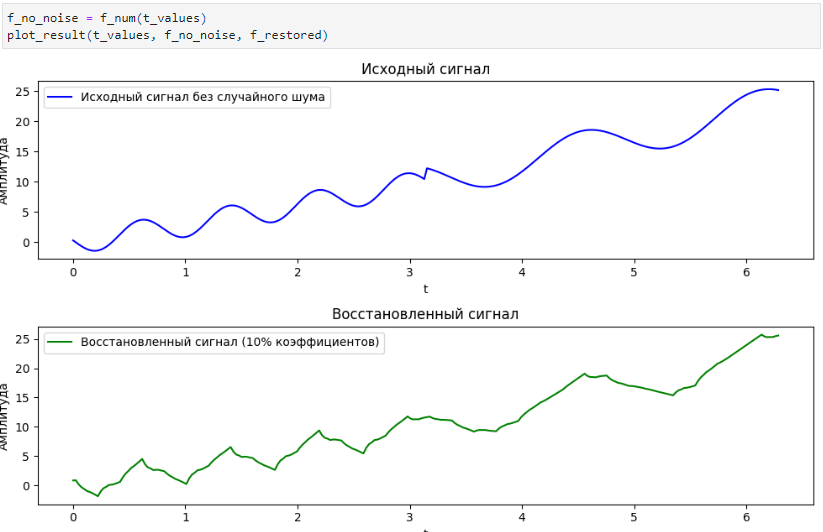 f_no_noise = f_num(t_values)
plot_result(t_values, f_no_noise, f_restored)
Исходный сигнал
Исходный сигнал без случайного шума
Амплитуда
25
20
15
10
5
0
0 1 2 3 4 5 6
t
Восстановленный сигнал
Восстановленный сигнал (10% коэффициентов)
Амплитуда
25
20
15
10
5
0
0 1 2 3 4 5 6